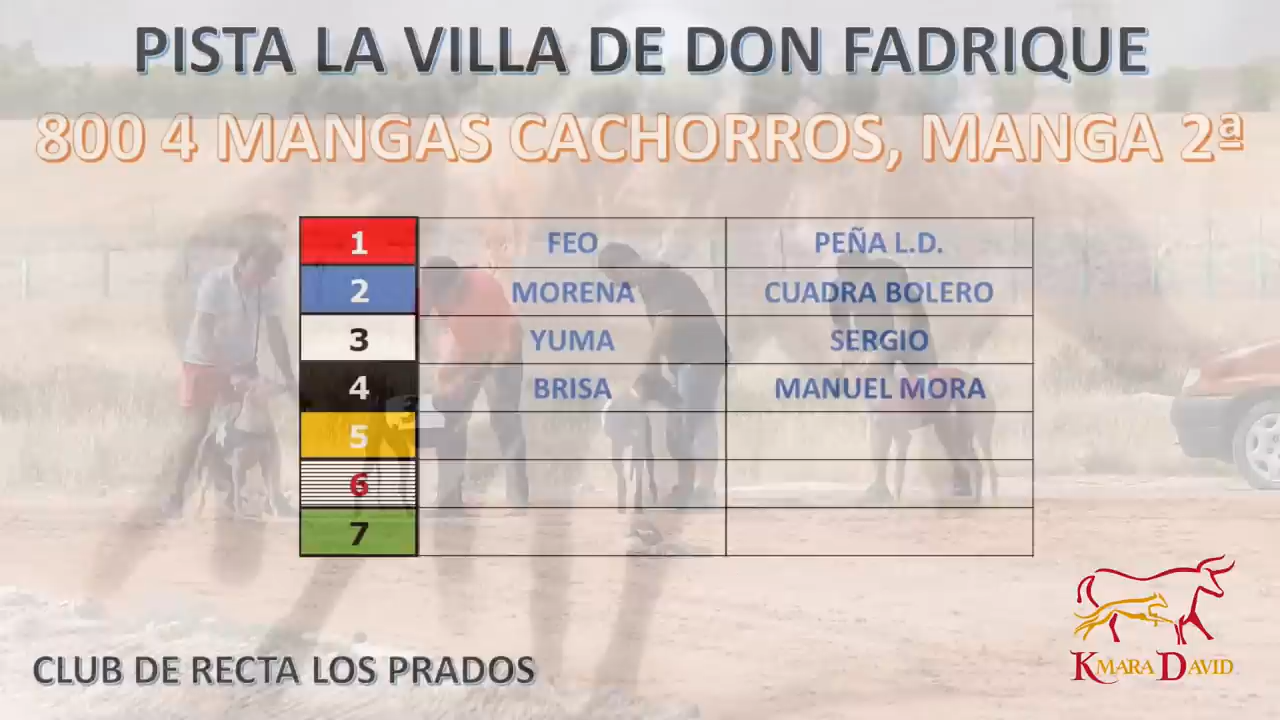 PISTA LA VILLA DE DON FADRIQUE
800 4 MANGAS CACHORROS, MANGA 2ª
1 FEO PEÑA L.D.
2 MORENA CUADRA BOLERO
3 YUMA SERGIO
4 BRISA MANUEL MORA
5
6
7
CLUB DE RECTA LOS PRADOS
KMARA DAVID